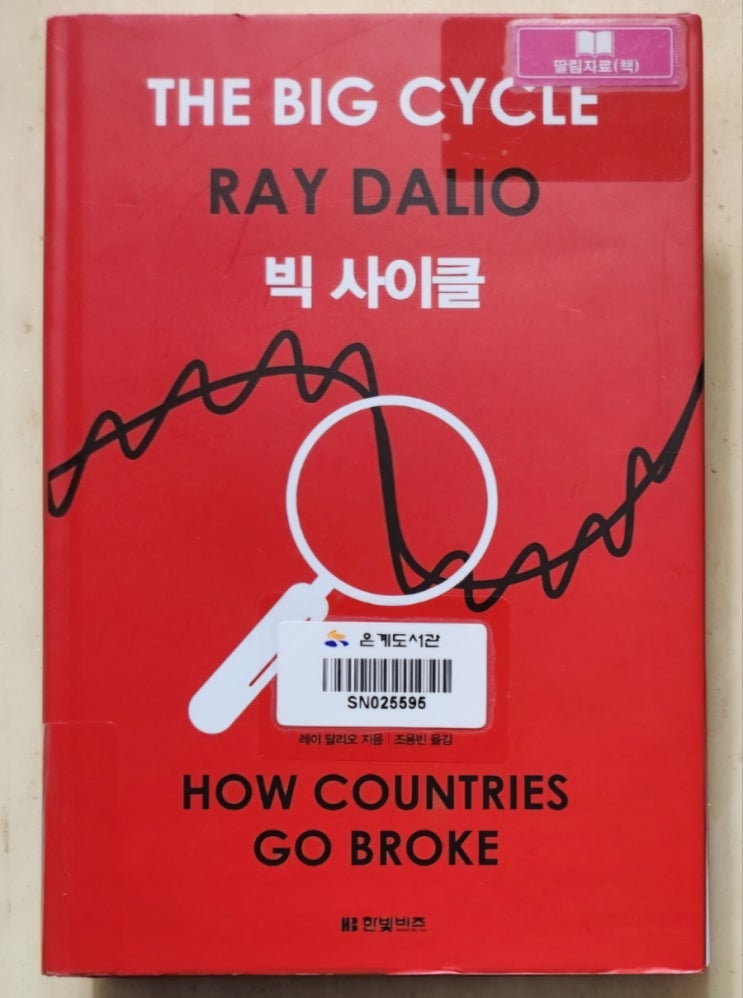 딸림자료(책)
THE BIG CYCLE
RAY DALIO
빅 사이클
은계도서관
SN025595
레이 달리오 지음 | 조용빈 옮김
HOW COUNTRIES
GO BROKE
HB 한빛비즈